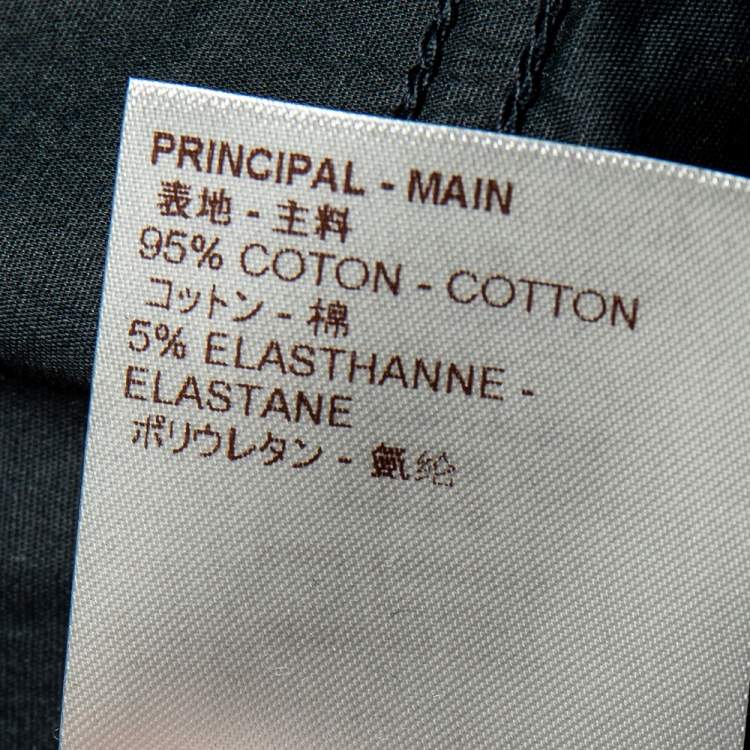 PRINCIPAL - MAIN
表地 - 主料
95% COTON - COTTON
コットン - 棉
5% ELASTHANNE -
ELASTANE
ポリウレタン - 氨纶